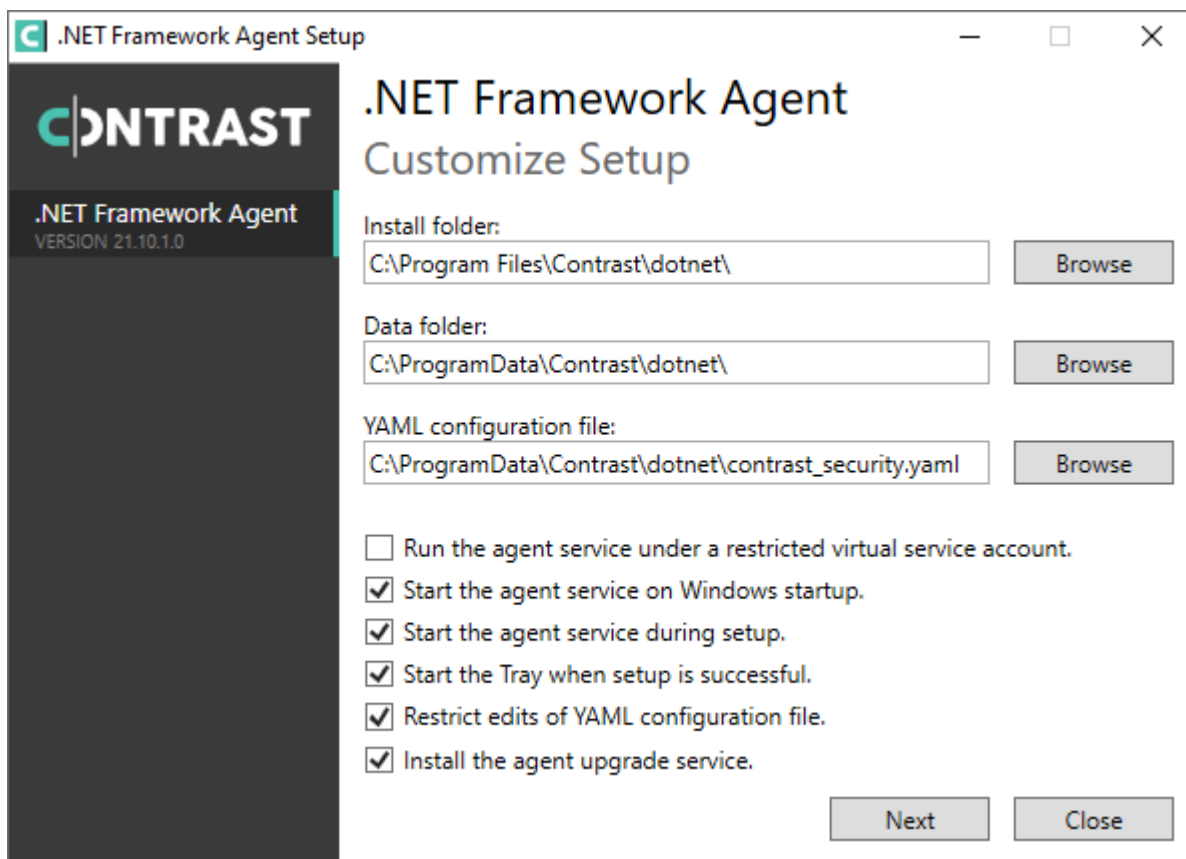 .NET Framework Agent Setup
CONTRAST
.NET Framework Agent
VERSION 21.10.1.0
.NET Framework Agent
Customize Setup
Install folder:
C:\Program Files\Contrast\dotnet\
Browse
Data folder:
C:\ProgramData\Contrast\dotnet\
Browse
YAML configuration file:
C:\ProgramData\Contrast\dotnet\contrast_security.yaml
Browse
Run the agent service under a restricted virtual service account.
Start the agent service on Windows startup.
Start the agent service during setup.
Start the Tray when setup is successful.
Restrict edits of YAML configuration file.
Install the agent upgrade service.
Next
Close